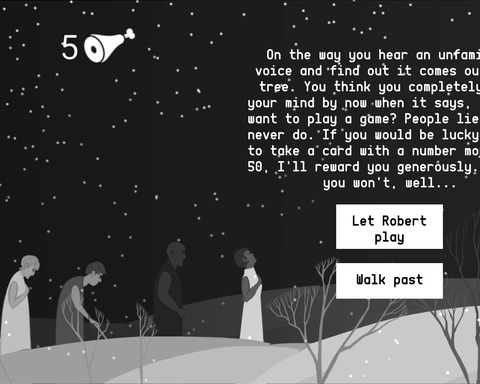 5
On the way you hear an unfami
voice and find out it comes ou
tree. You think you completely
your mind by now when it says,
want to play a game? People lie
never do. If you would be lucky
to take a card with a number mo
50, I'll reward you generously.
you won't, well...
Let Robert
play
Walk past